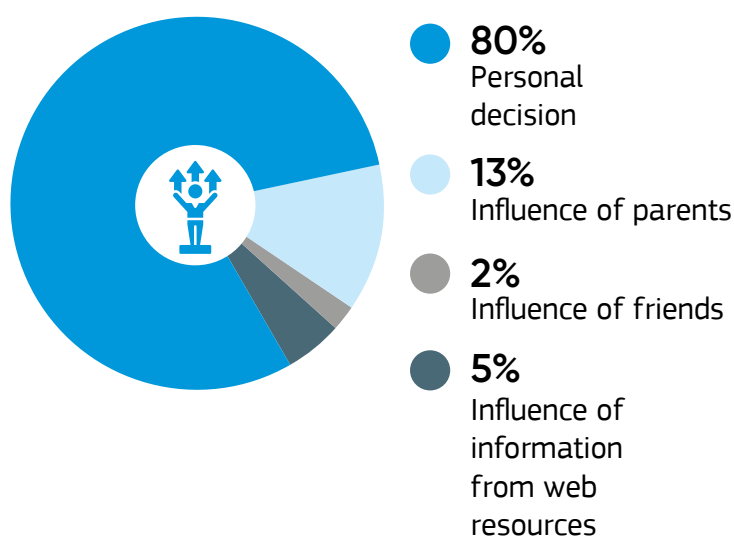 80%
Personal
decision
13%
Influence of parents
2%
Influence of friends
5%
Influence of
information
from web
resources